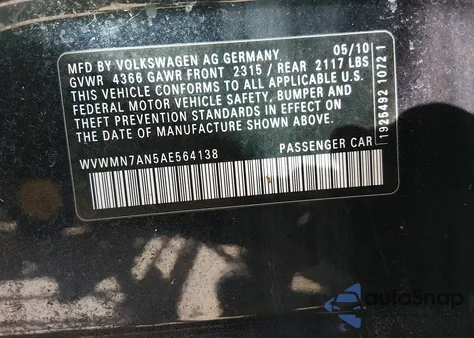 MFD BY VOLKSWAGEN AG GERMANY 05/10
GVWR 4366 GAWR FRONT 2315 / REAR 2117 LBS
THIS VEHICLE CONFORMS TO ALL APPLICABLE U.S.
FEDERAL MOTOR VEHICLE SAFETY, BUMPER AND
THEFT PREVENTION STANDARDS IN EFFECT ON
THE DATE OF MANUFACTURE SHOWN ABOVE.
WVWMN7AN5AE564138 PASSENGER CAR
1925492 1072 1
autoSnap